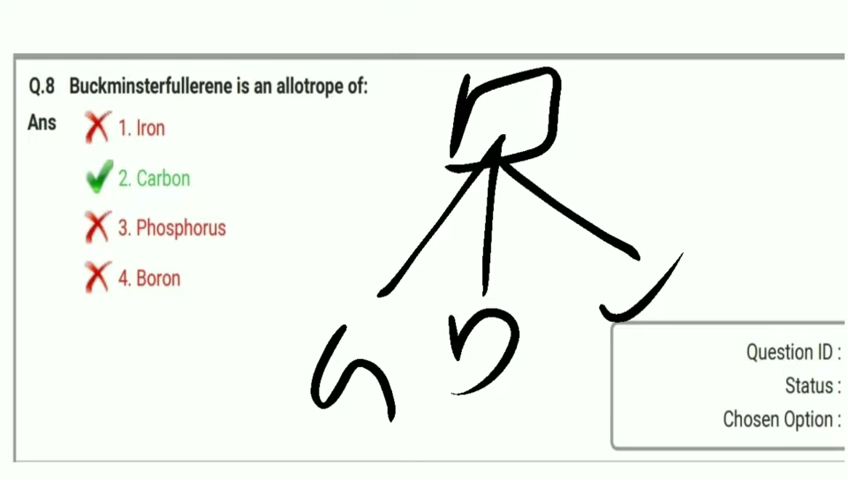 Q.8 Buckminsterfullerene is an allotrope of:
Ans 1. Iron
2. Carbon
3. Phosphorus
4. Boron
Question ID :
Status :
Chosen Option :